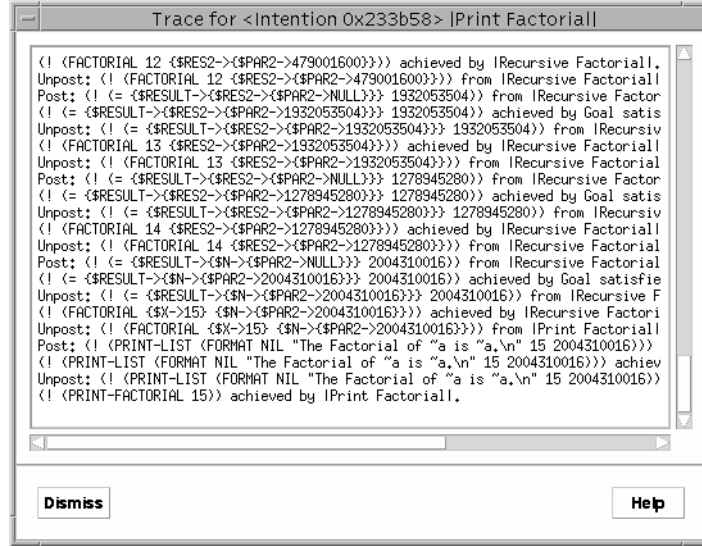 Trace for <Intention 0x233b58> |Print Factorial|
(! (FACTORIAL 12 {$RES2->{$PAR2->479001600}})) achieved by |Recursive Factorial|.
Unpost: (! (FACTORIAL 12 {$RES2->{$PAR2->479001600}})) from |Recursive Factorial|
Post: (! (= {$RESULT->{$RES2->{$PAR2->NULL}}} 1932053504)) from |Recursive Factor
(! (= {$RESULT->{$RES2->{$PAR2->1932053504}}} 1932053504)) achieved by Goal satis
Unpost: (! (= {$RESULT->{$RES2->{$PAR2->1932053504}}} 1932053504)) from |Recursiv
(! (FACTORIAL 13 {$RES2->{$PAR2->1932053504}})) achieved by |Recursive Factorial|
Unpost: (! (FACTORIAL 13 {$RES2->{$PAR2->1932053504}})) from |Recursive Factorial
Post: (! (= {$RESULT->{$RES2->{$PAR2->NULL}}} 1278945280)) from |Recursive Factor
(! (= {$RESULT->{$RES2->{$PAR2->1278945280}}} 1278945280)) achieved by Goal satis
Unpost: (! (= {$RESULT->{$RES2->{$PAR2->1278945280}}} 1278945280)) from |Recursiv
(! (FACTORIAL 14 {$RES2->{$PAR2->1278945280}})) achieved by |Recursive Factorial|
Unpost: (! (FACTORIAL 14 {$RES2->{$PAR2->1278945280}})) from |Recursive Factorial
Post: (! (= {$RESULT->{$N->{$PAR2->NULL}}} 2004310016)) from |Recursive Factorial
(! (= {$RESULT->{$N->{$PAR2->2004310016}}} 2004310016)) achieved by Goal satisfie
Unpost: (! (= {$RESULT->{$N->{$PAR2->2004310016}}} 2004310016)) from |Recursive F
(! (FACTORIAL {$X->15} {$N->{$PAR2->2004310016}})) achieved by |Recursive Factori
Unpost: (! (FACTORIAL {$X->15} {$N->{$PAR2->2004310016}})) from |Print Factorial|
Post: (! (PRINT-LIST (FORMAT NIL "The Factorial of ~a is ~a.\n" 15 2004310016)))
(! (PRINT-LIST (FORMAT NIL "The Factorial of ~a is ~a.\n" 15 2004310016))) achiev
Unpost: (! (PRINT-LIST (FORMAT NIL "The Factorial of ~a is ~a.\n" 15 2004310016))
(! (PRINT-FACTORIAL 15)) achieved by |Print Factorial|.
Dismiss Help